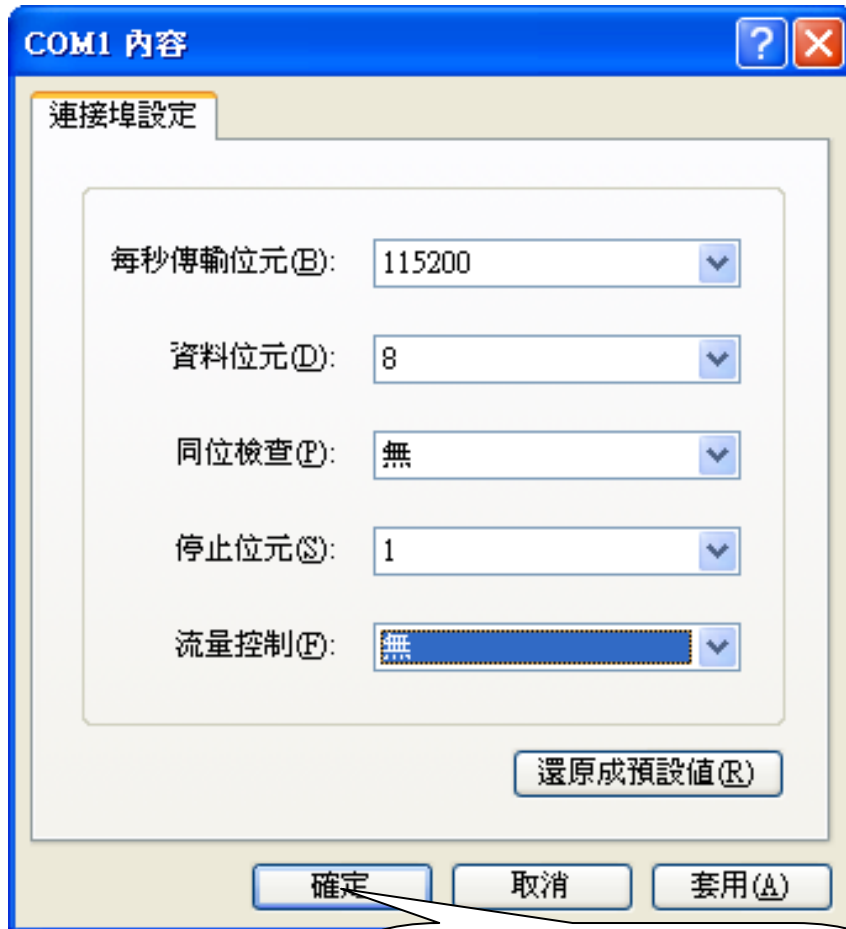 COM1 內容
連接埠設定
每秒傳輸位元(B): 115200
資料位元(D): 8
同位檢查(P): 無
停止位元(S): 1
流量控制(F): 無
還原成預設值(R)
確定 取消 套用(A)